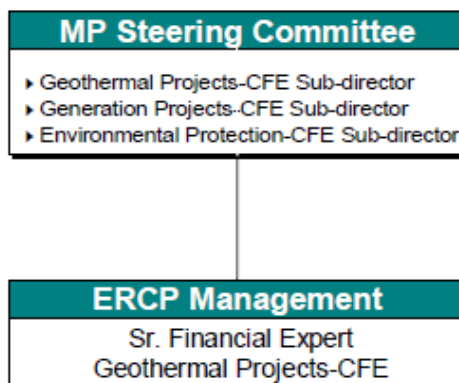 MP Steering Committee
‣ Geothermal Projects-CFE Sub-director
‣ Generation Projects-CFE Sub-director
‣ Environmental Protection-CFE Sub-director
ERCP Management
Sr. Financial Expert
Geothermal Projects-CFE